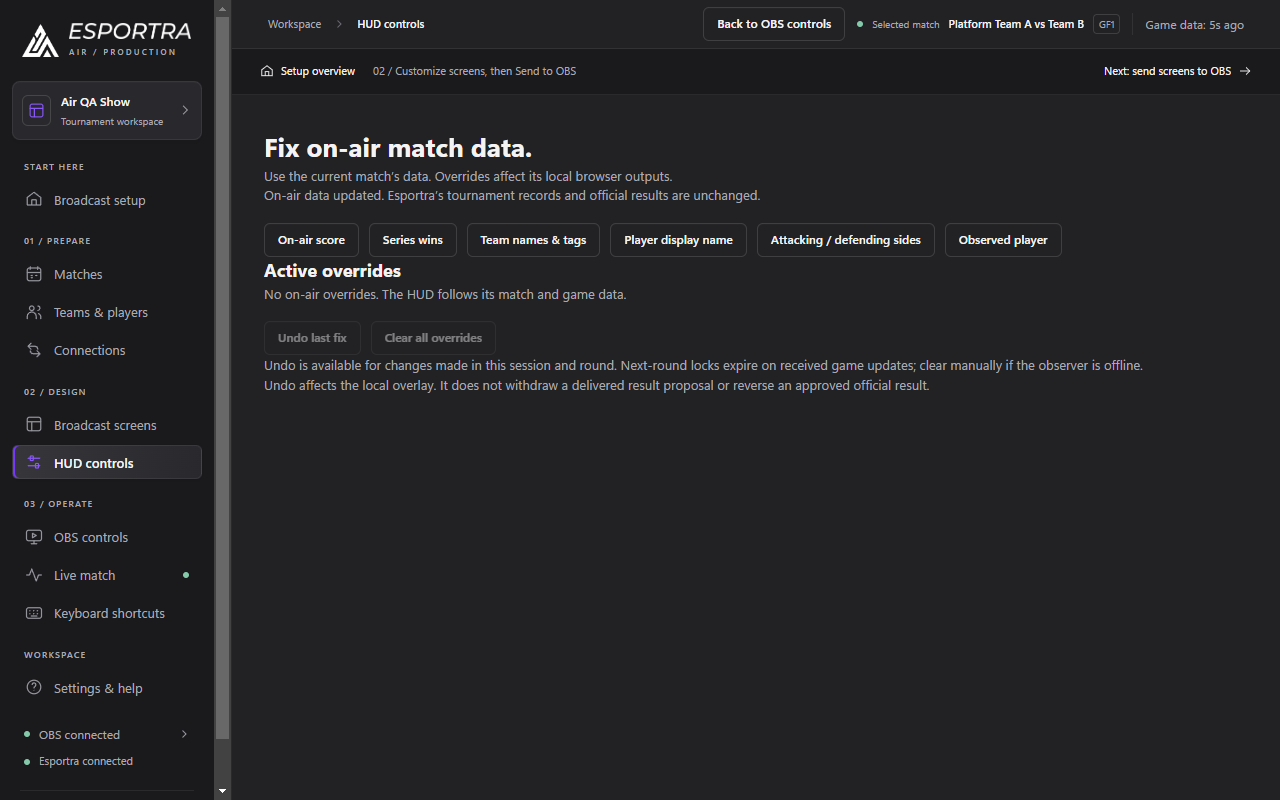 ESPORTRA
AIR / PRODUCTION
Air QA Show
Tournament workspace
START HERE
Broadcast setup
01 / PREPARE
Matches
Teams & players
Connections
02 / DESIGN
Broadcast screens
HUD controls
03 / OPERATE
OBS controls
Live match
Keyboard shortcuts
WORKSPACE
Settings & help
OBS connected
Esportra connected
Workspace HUD controls
Back to OBS controls
Selected match Platform Team A vs Team B GF1
Game data: 5s ago
Setup overview 02 / Customize screens, then Send to OBS
Next: send screens to OBS
Fix on-air match data.
Use the current match's data. Overrides affect its local browser outputs.
On-air data updated. Esportra's tournament records and official results are unchanged.
On-air score Series wins Team names & tags Player display name Attacking / defending sides Observed player
Active overrides
No on-air overrides. The HUD follows its match and game data.
Undo last fix Clear all overrides
Undo is available for changes made in this session and round. Next-round locks expire on received game updates; clear manually if the observer is offline.
Undo affects the local overlay. It does not withdraw a delivered result proposal or reverse an approved official result.